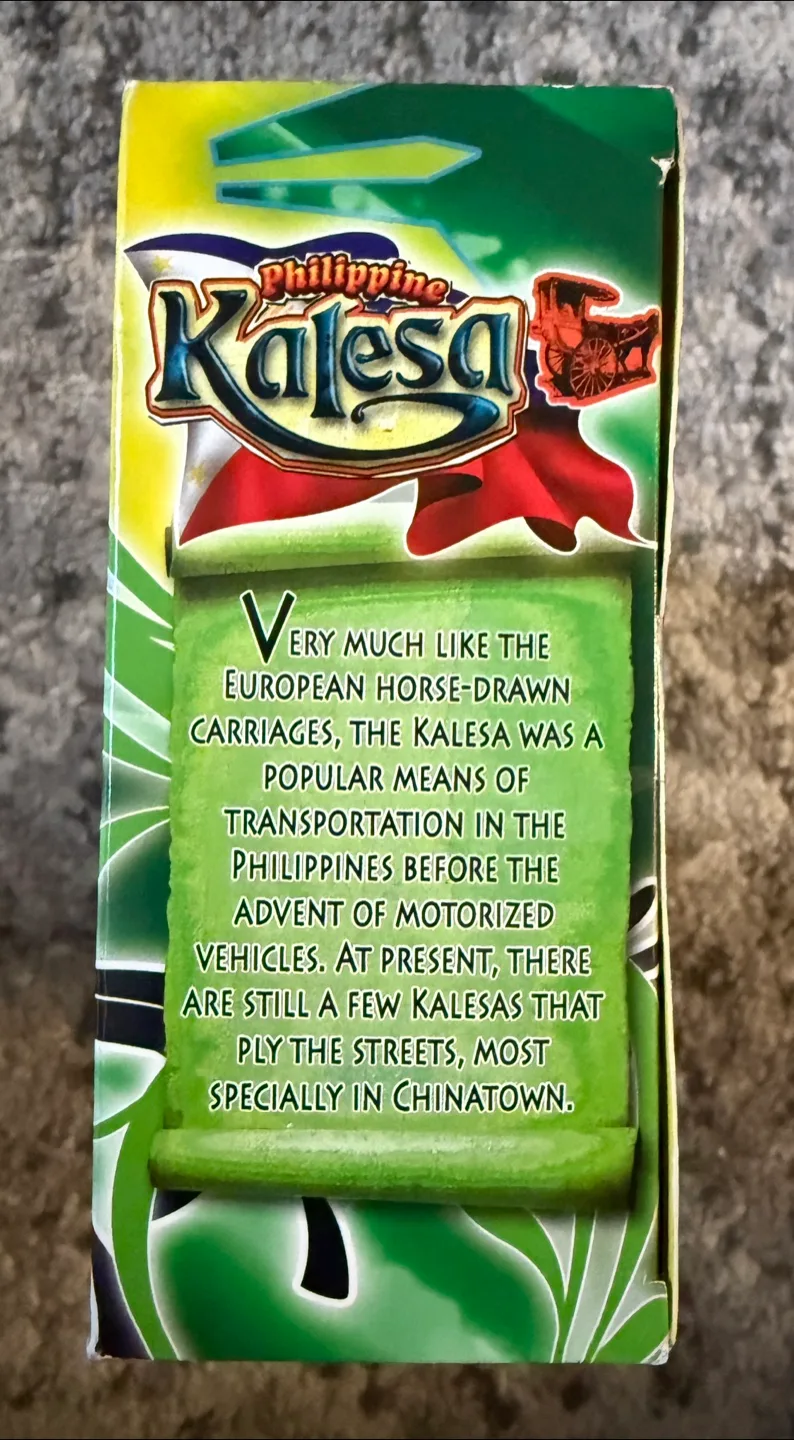 Philippine
Kalesa
VERY MUCH LIKE THE
EUROPEAN HORSE-DRAWN
CARRIAGES, THE KALESA WAS A
POPULAR MEANS OF
TRANSPORTATION IN THE
PHILIPPINES BEFORE THE
ADVENT OF MOTORIZED
VEHICLES. AT PRESENT, THERE
ARE STILL A FEW KALESAS THAT
PLY THE STREETS, MOST
SPECIALLY IN CHINATOWN.